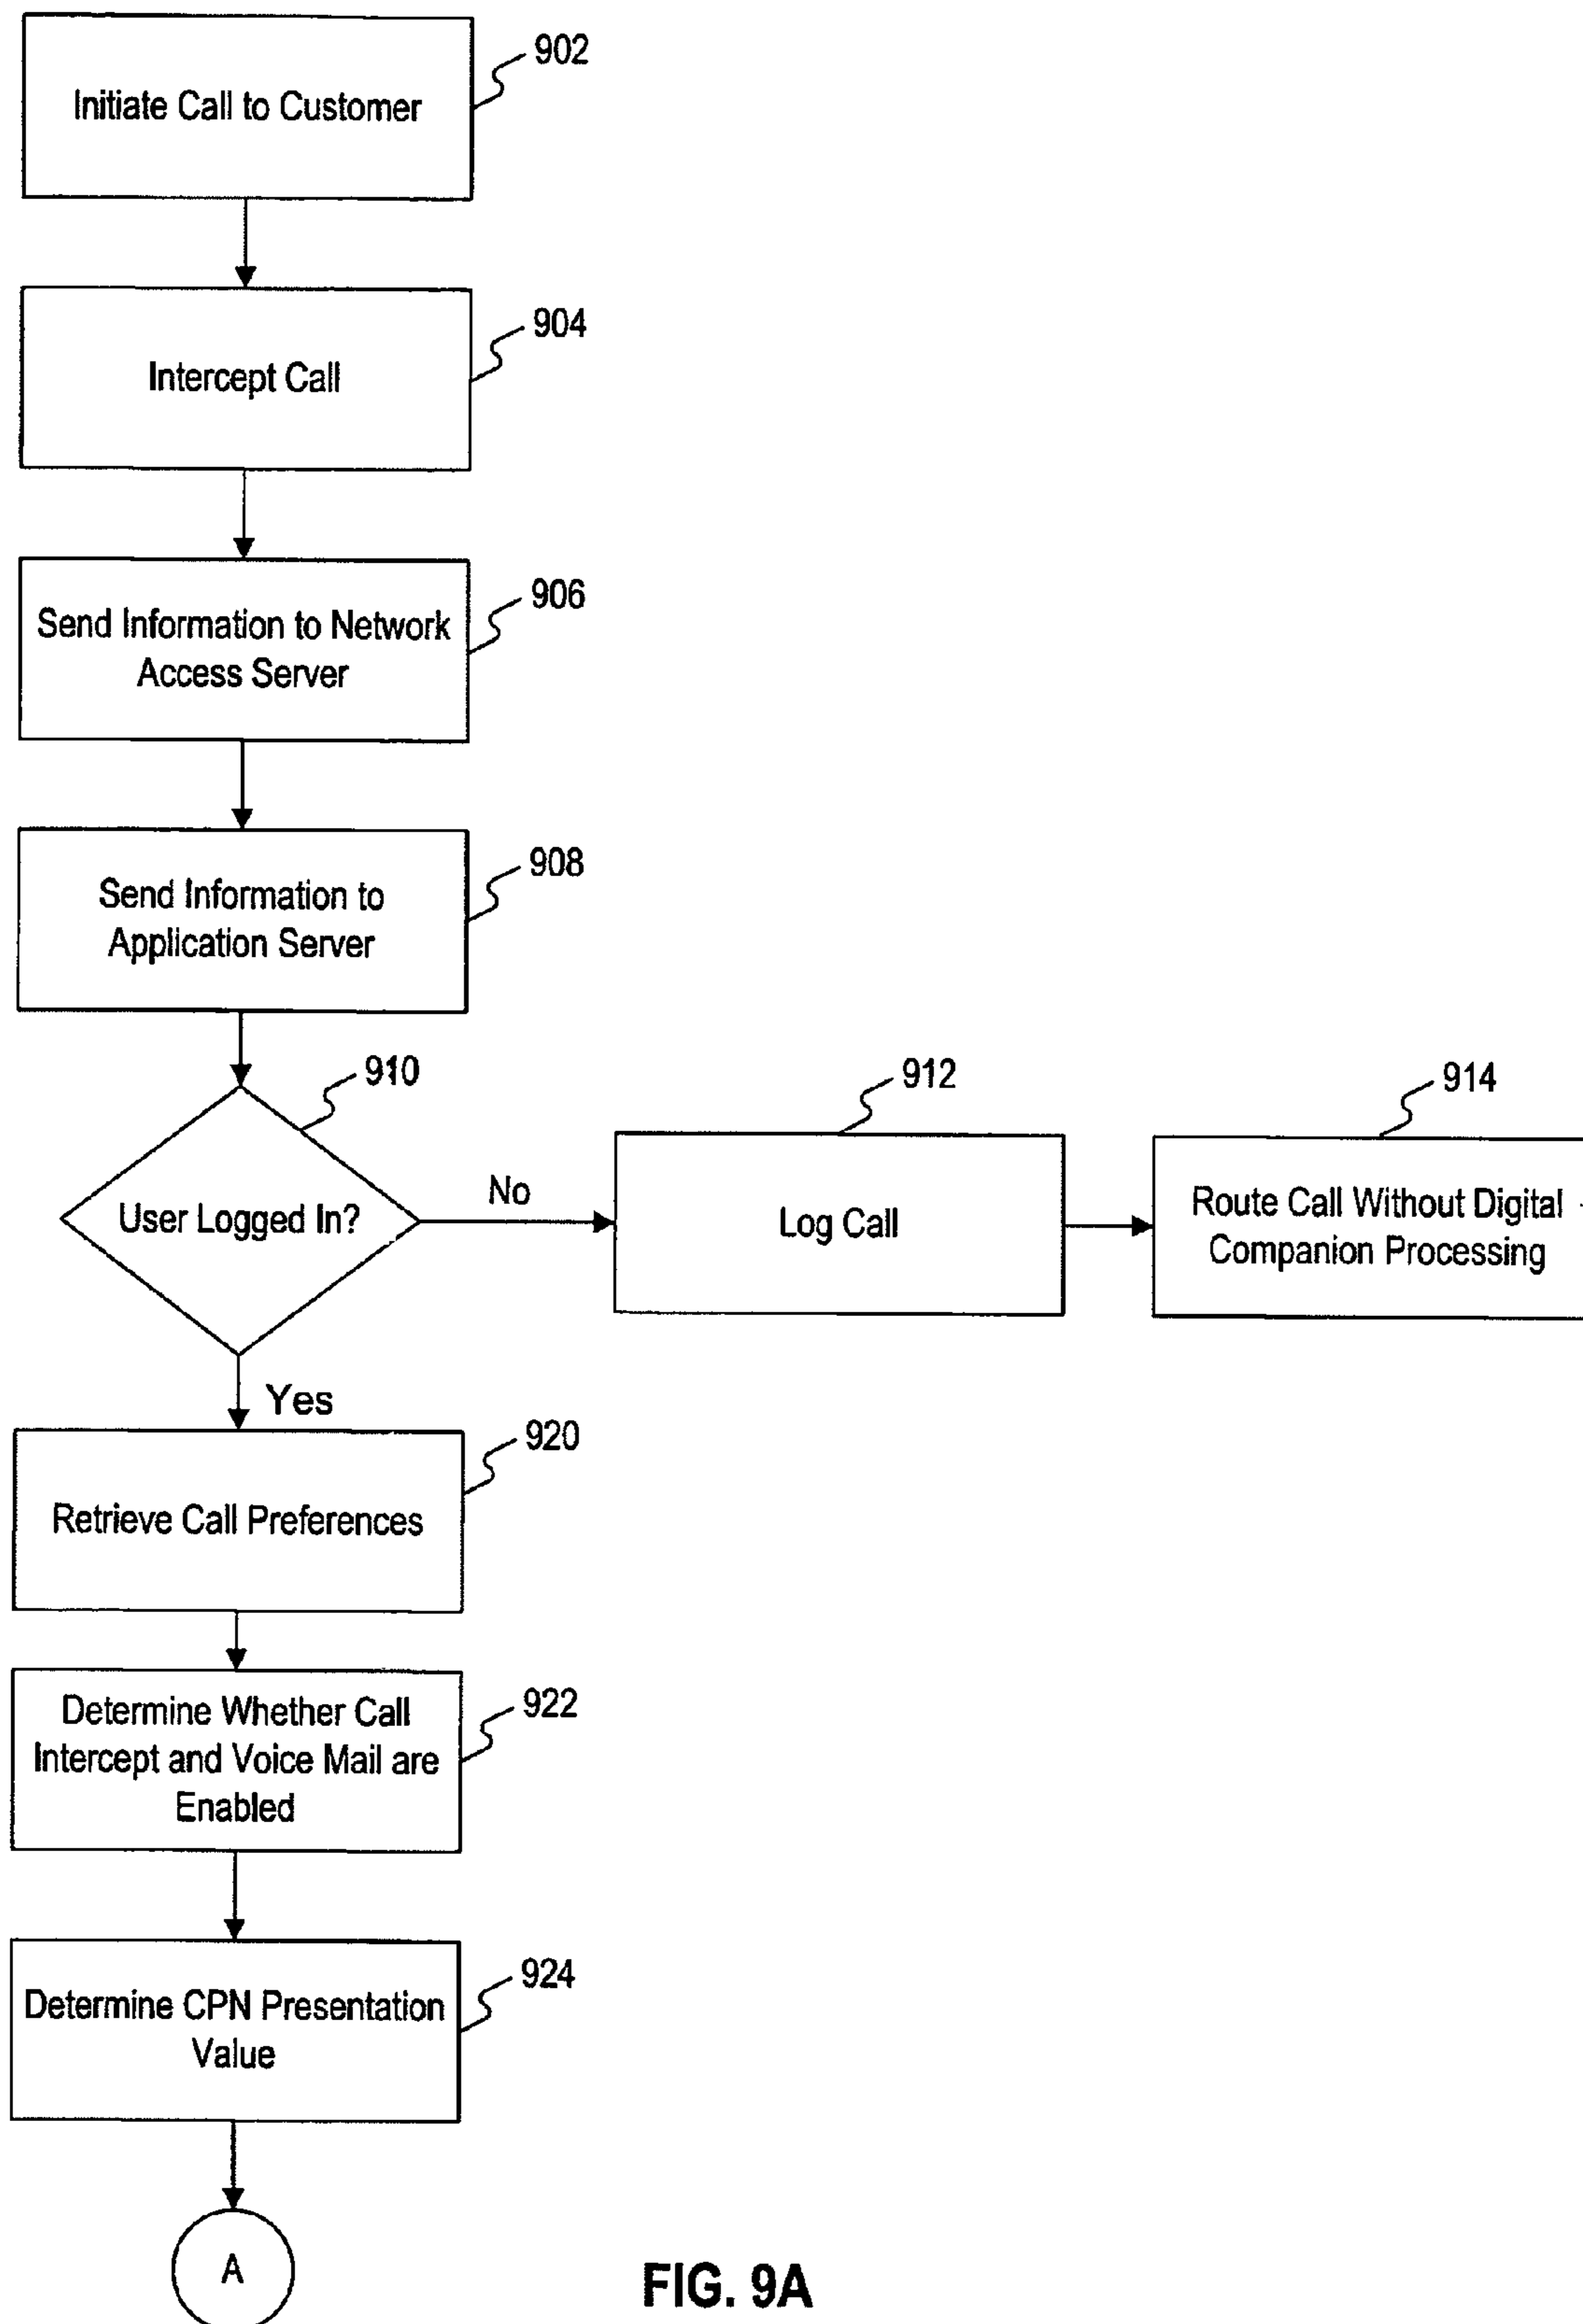 902
Initiate Call to Customer
904
Intercept Call
906
Send Information to Network
Access Server
908
Send Information to
Application Server
910
User Logged In?
No
912
Log Call
914
Route Call Without Digital
Companion Processing
Yes
920
Retrieve Call Preferences
922
Determine Whether Call
Intercept and Voice Mail are
Enabled
924
Determine CPN Presentation
Value
A
FIG. 9A